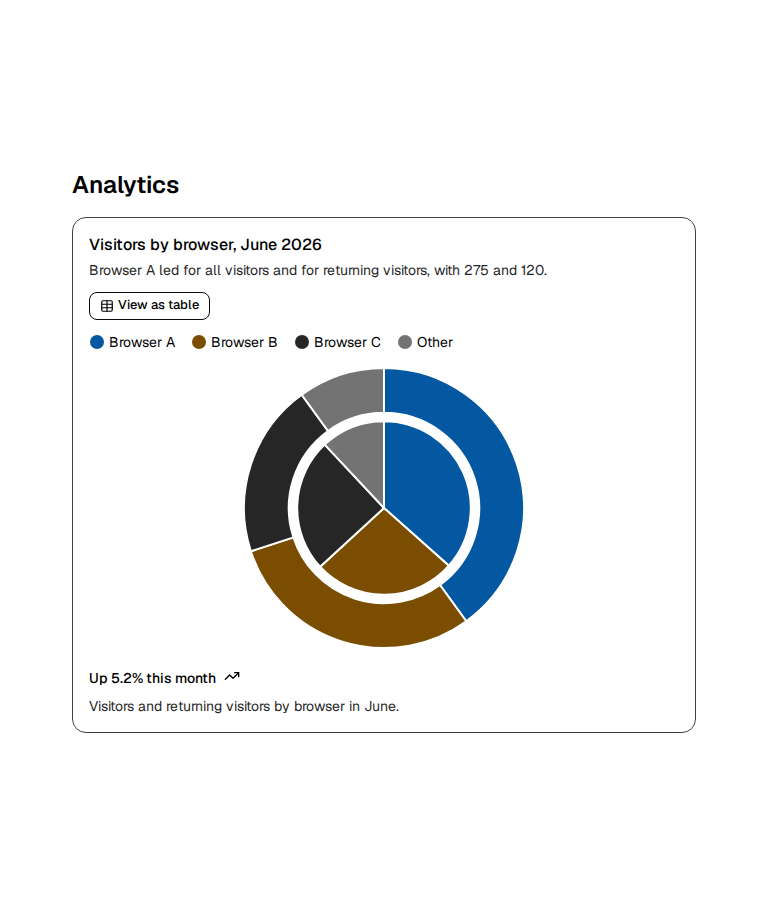 Analytics
Visitors by browser, June 2026
Browser A led for all visitors and for returning visitors, with 275 and 120.
View as table
Browser A Browser B Browser C Other
Up 5.2% this month
Visitors and returning visitors by browser in June.